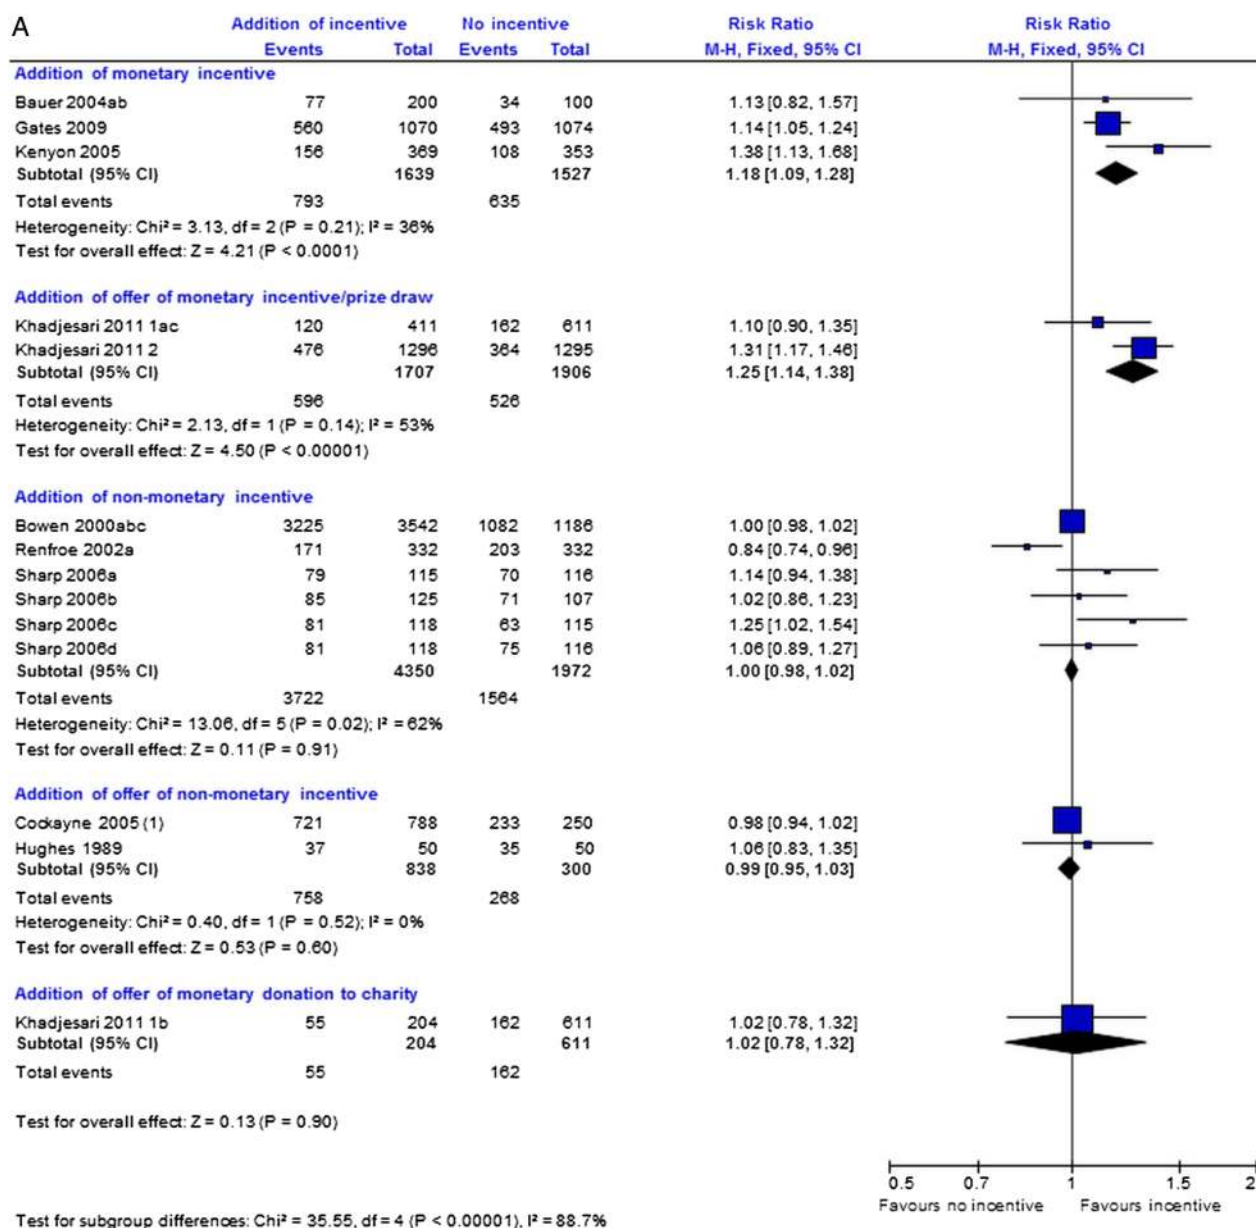 A
Addition of incentive No incentive Risk Ratio Risk Ratio
Events Total Events Total M-H, Fixed, 95% CI M-H, Fixed, 95% CI
Addition of monetary incentive
Bauer 2004ab 77 200 34 100 1.13 [0.82, 1.57]
Gates 2009 560 1070 493 1074 1.14 [1.05, 1.24]
Kenyon 2005 156 369 108 353 1.38 [1.13, 1.68]
Subtotal (95% CI) 1639 1527 1.18 [1.09, 1.28]
Total events 793 635
Heterogeneity: Chi² = 3.13, df = 2 (P = 0.21); I² = 36%
Test for overall effect: Z = 4.21 (P < 0.0001)
Addition of offer of monetary incentive/prize draw
Khadjesari 2011 1ac 120 411 162 611 1.10 [0.90, 1.35]
Khadjesari 2011 2 476 1296 364 1295 1.31 [1.17, 1.46]
Subtotal (95% CI) 1707 1906 1.25 [1.14, 1.38]
Total events 596 526
Heterogeneity: Chi² = 2.13, df = 1 (P = 0.14); I² = 53%
Test for overall effect: Z = 4.50 (P < 0.00001)
Addition of non-monetary incentive
Bowen 2000abc 3225 3542 1082 1186 1.00 [0.98, 1.02]
Renfroe 2002a 171 332 203 332 0.84 [0.74, 0.96]
Sharp 2006a 79 115 70 116 1.14 [0.94, 1.38]
Sharp 2006b 85 125 71 107 1.02 [0.86, 1.23]
Sharp 2006c 81 118 63 115 1.25 [1.02, 1.54]
Sharp 2006d 81 118 75 116 1.06 [0.89, 1.27]
Subtotal (95% CI) 4350 1972 1.00 [0.98, 1.02]
Total events 3722 1564
Heterogeneity: Chi² = 13.06, df = 5 (P = 0.02); I² = 62%
Test for overall effect: Z = 0.11 (P = 0.91)
Addition of offer of non-monetary incentive
Cockayne 2005 (1) 721 788 233 250 0.98 [0.94, 1.02]
Hughes 1989 37 50 35 50 1.06 [0.83, 1.35]
Subtotal (95% CI) 838 300 0.99 [0.95, 1.03]
Total events 758 268
Heterogeneity: Chi² = 0.40, df = 1 (P = 0.52); I² = 0%
Test for overall effect: Z = 0.53 (P = 0.60)
Addition of offer of monetary donation to charity
Khadjesari 2011 1b 55 204 162 611 1.02 [0.78, 1.32]
Subtotal (95% CI) 204 611 1.02 [0.78, 1.32]
Total events 55 162
Test for overall effect: Z = 0.13 (P = 0.90)
0.5 0.7 1 1.5 2
Favours no incentive Favours incentive
Test for subgroup differences: Chi² = 35.55, df = 4 (P < 0.00001), I² = 88.7%